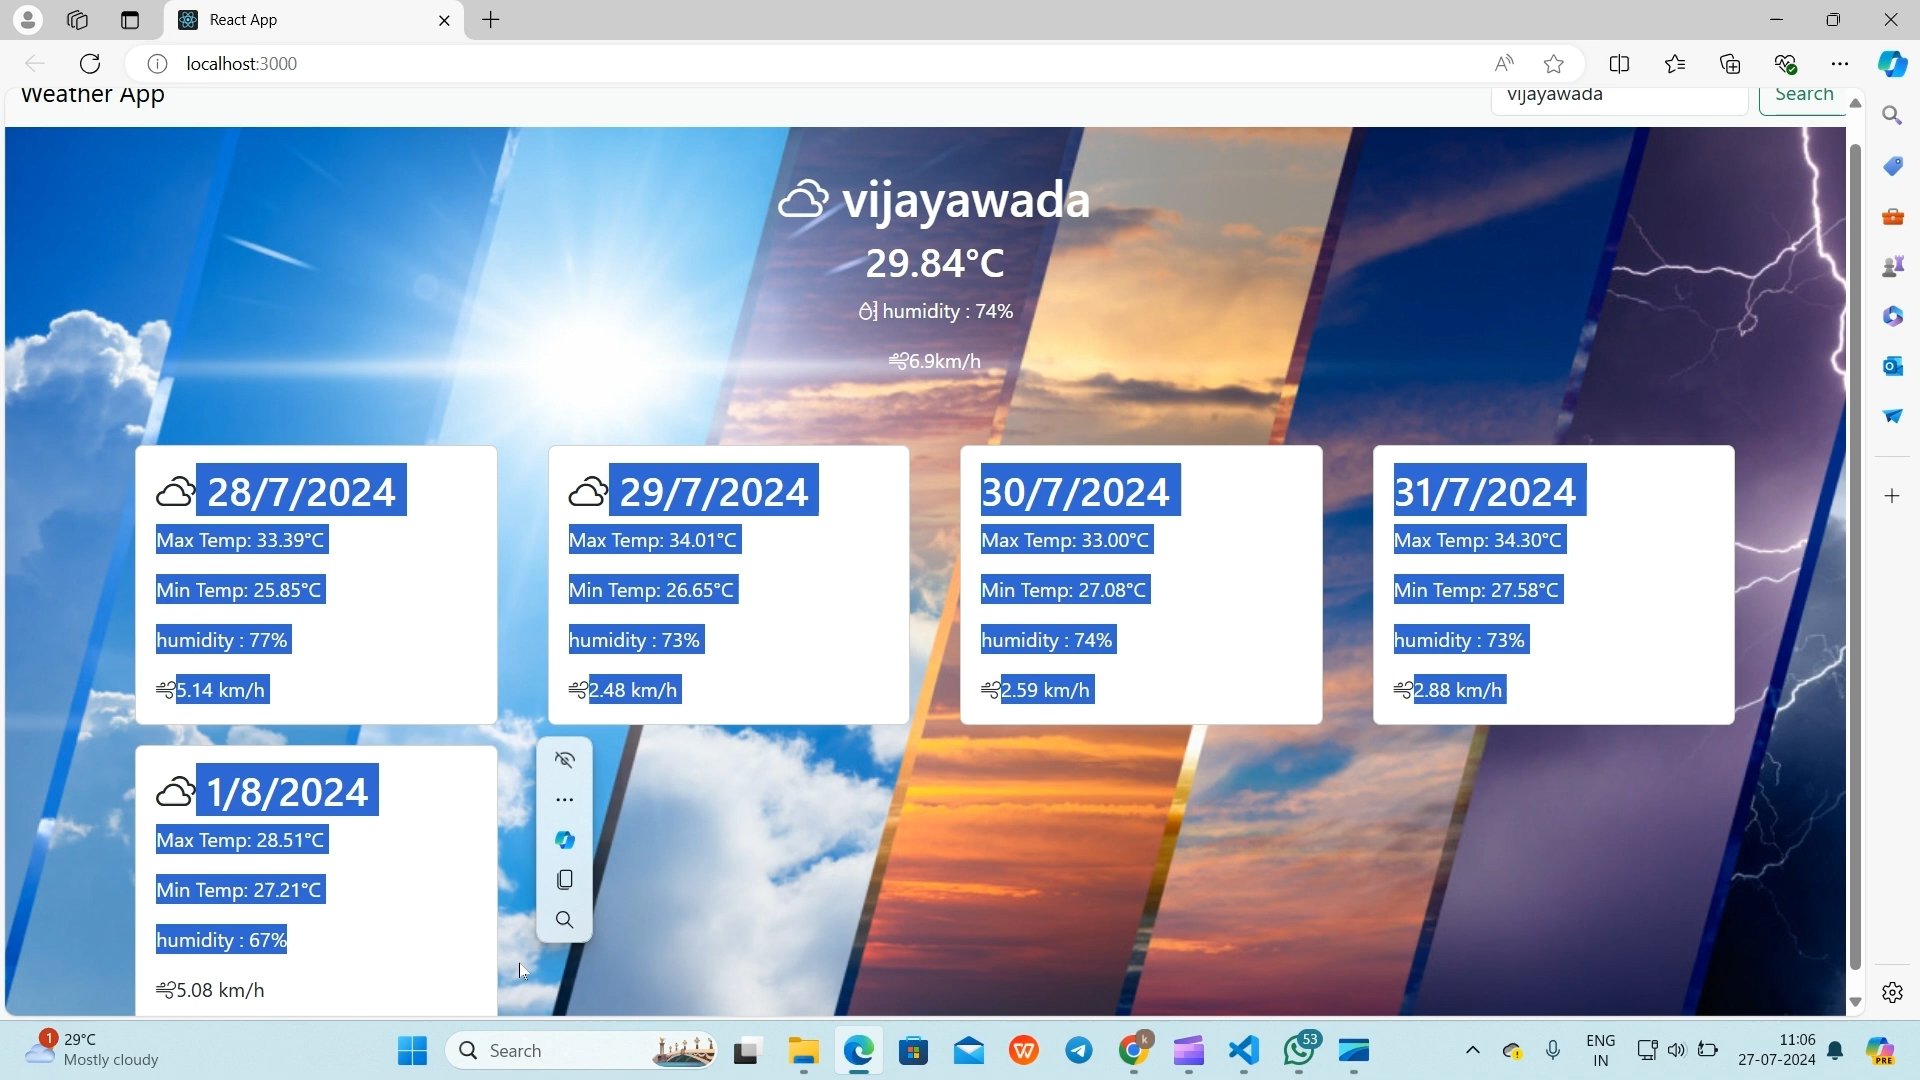 React App
localhost:3000
Weather App
vijayawada
Search
vijayawada
29.84°C
humidity : 74%
6.9km/h
28/7/2024
Max Temp: 33.39°C
Min Temp: 25.85°C
humidity : 77%
5.14 km/h
29/7/2024
Max Temp: 34.01°C
Min Temp: 26.65°C
humidity : 73%
2.48 km/h
30/7/2024
Max Temp: 33.00°C
Min Temp: 27.08°C
humidity : 74%
2.59 km/h
31/7/2024
Max Temp: 34.30°C
Min Temp: 27.58°C
humidity : 73%
2.88 km/h
1/8/2024
Max Temp: 28.51°C
Min Temp: 27.21°C
humidity : 67%
5.08 km/h
1
29°C
Mostly cloudy
Search
k
53
ENG
IN
11:06
27-07-2024
PRE